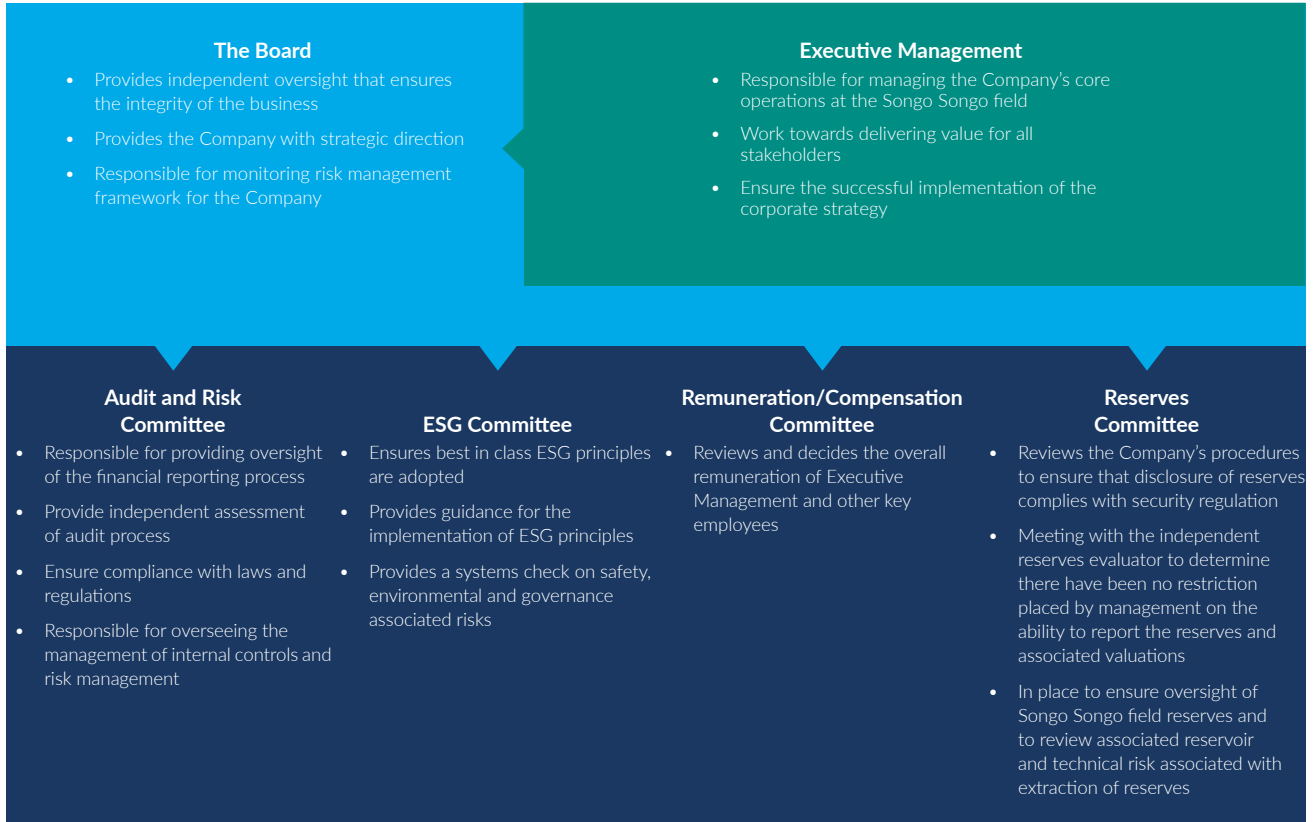 The Board
• Provides independent oversight that ensures
the integrity of the business
• Provides the Company with strategic direction
• Responsible for monitoring risk management
framework for the Company
Executive Management
• Responsible for managing the Company’s core
operations at the Songo Songo field
• Work towards delivering value for all
stakeholders
• Ensure the successful implementation of the
corporate strategy
Audit and Risk
Committee
• Responsible for providing oversight
of the financial reporting process
• Provide independent assessment
of audit process
• Ensure compliance with laws and
regulations
• Responsible for overseeing the
management of internal controls and
risk management
ESG Committee
• Ensures best in class ESG principles
are adopted
• Provides guidance for the
implementation of ESG principles
• Provides a systems check on safety,
environmental and governance
associated risks
Remuneration/Compensation
Committee
• Reviews and decides the overall
remuneration of Executive
Management and other key
employees
Reserves
Committee
• Reviews the Company’s procedures
to ensure that disclosure of reserves
complies with security regulation
• Meeting with the independent
reserves evaluator to determine
there have been no restriction
placed by management on the
ability to report the reserves and
associated valuations
• In place to ensure oversight of
Songo Songo field reserves and
to review associated reservoir
and technical risk associated with
extraction of reserves